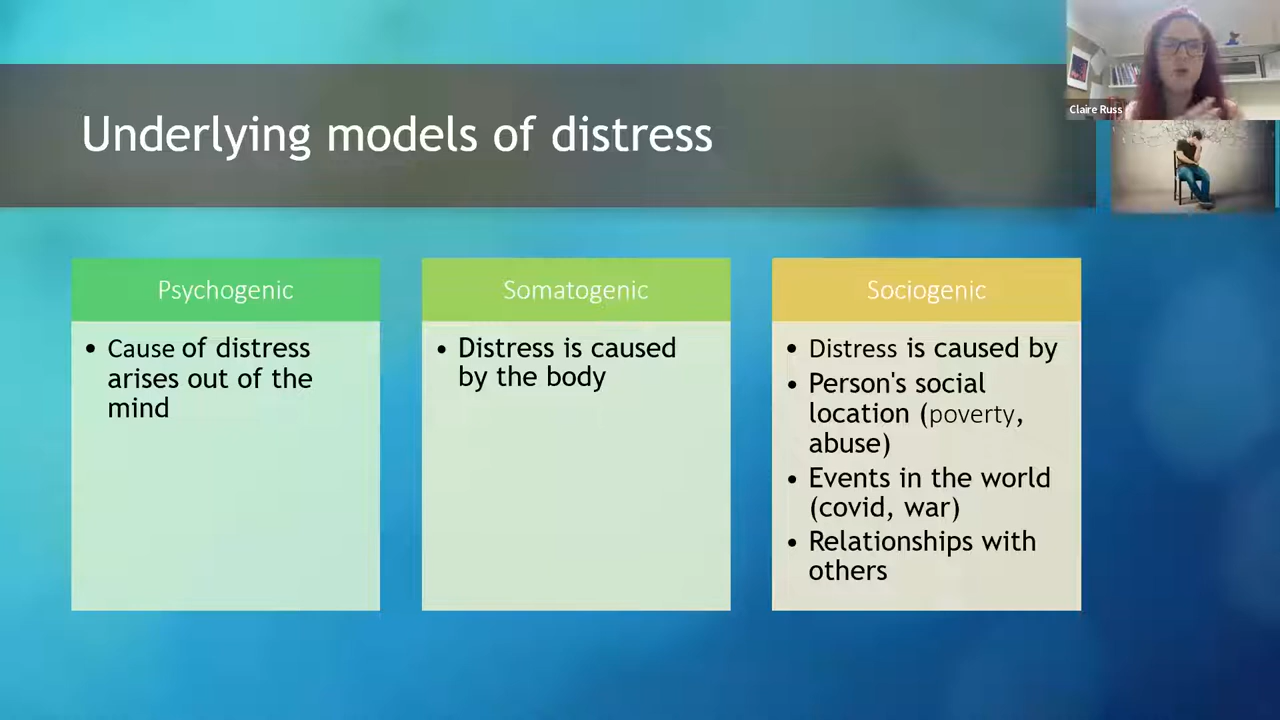 Underlying models of distress
Claire Russ
Psychogenic
• Cause of distress
arises out of the
mind
Somatogenic
• Distress is caused
by the body
Sociogenic
• Distress is caused by
• Person's social
location (poverty,
abuse)
• Events in the world
(covid, war)
• Relationships with
others